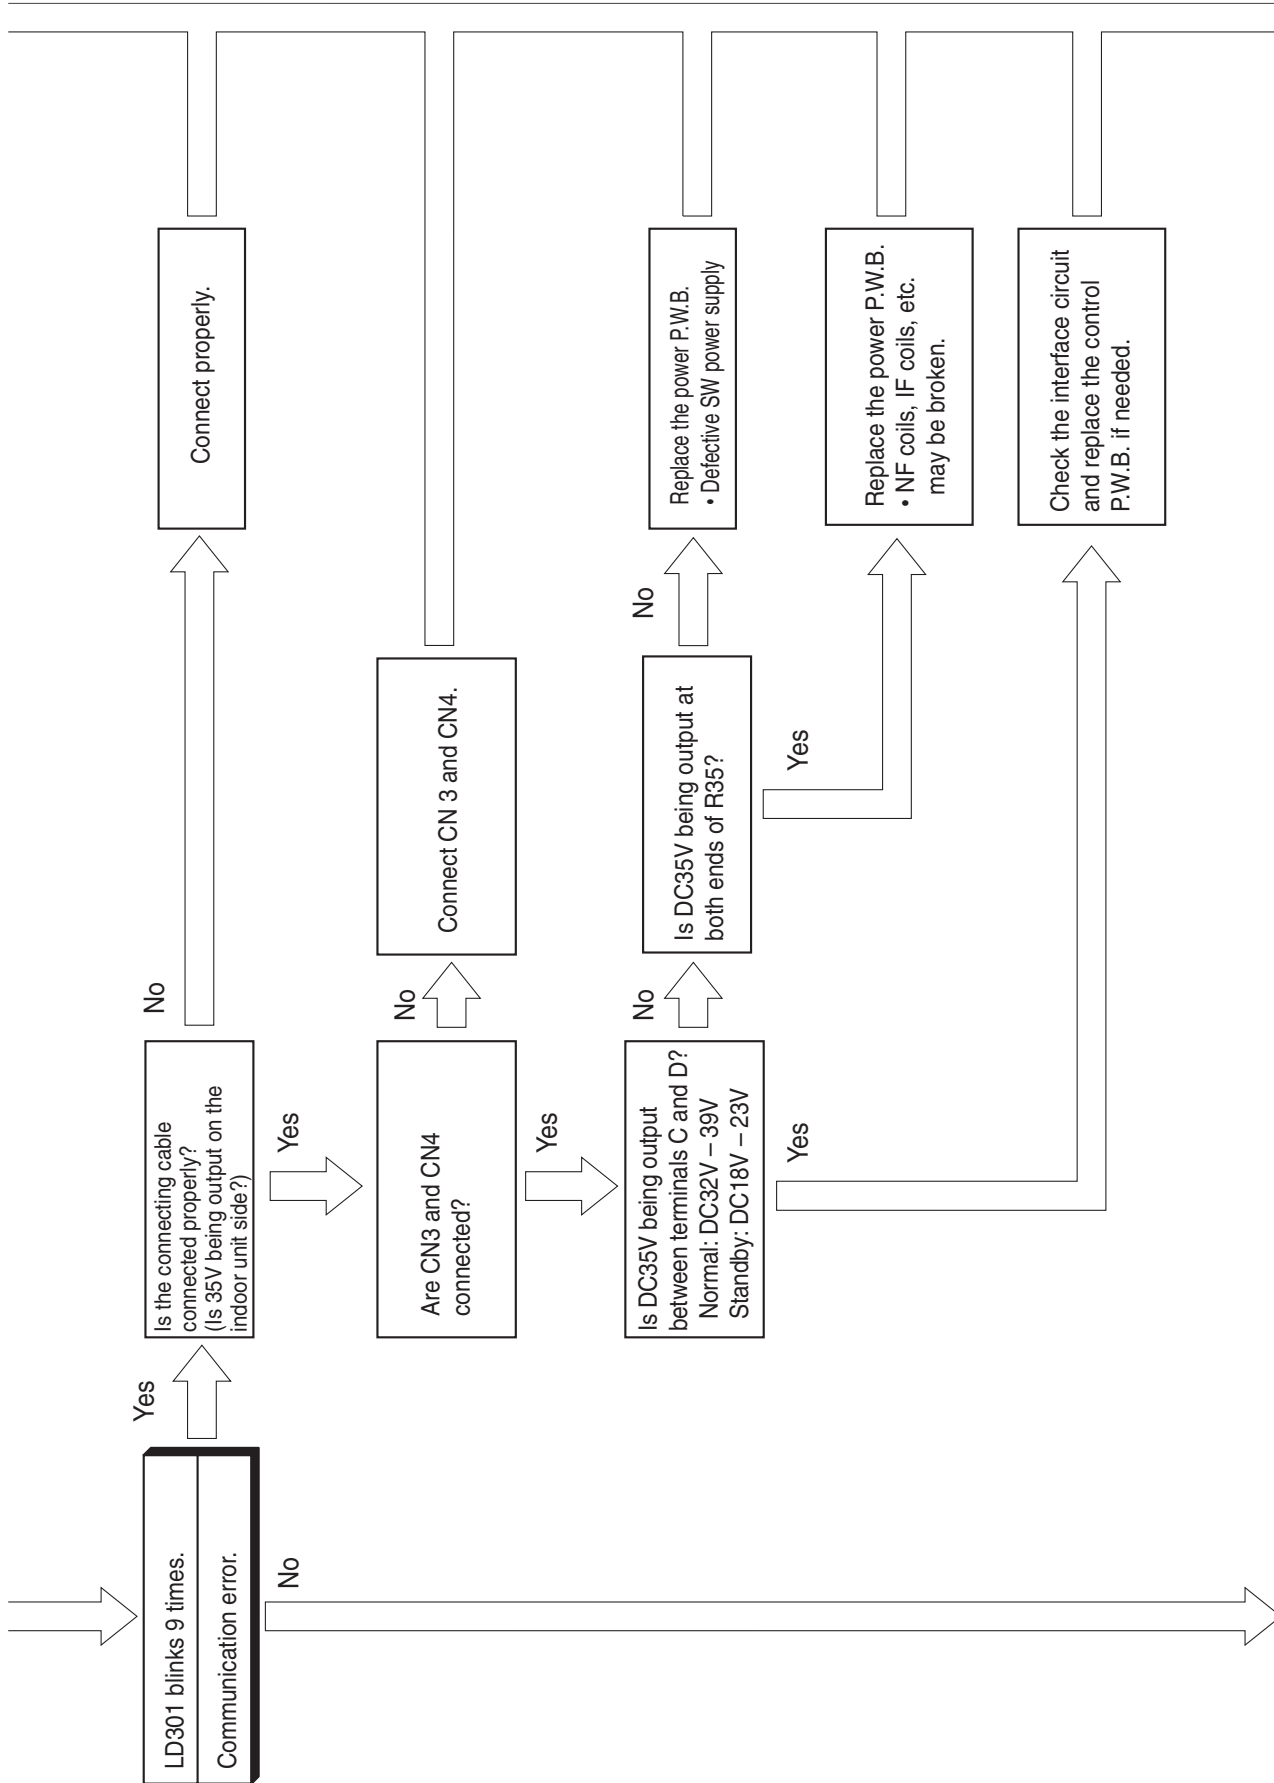 LD301 blinks 9 times.
Communication error.
Yes
No
Is the connecting cable
connected properly?
(Is 35V being output on the
indoor unit side?)
No
Connect properly.
Yes
Are CN3 and CN4
connected?
No
Connect CN 3 and CN4.
Yes
Is DC35V being output
between terminals C and D?
Normal: DC32V – 39V
Standby: DC18V – 23V
No
Is DC35V being output at
both ends of R35?
No
Replace the power P.W.B.
• Defective SW power supply
Yes
Replace the power P.W.B.
• NF coils, IF coils, etc.
may be broken.
Yes
Check the interface circuit
and replace the control
P.W.B. if needed.